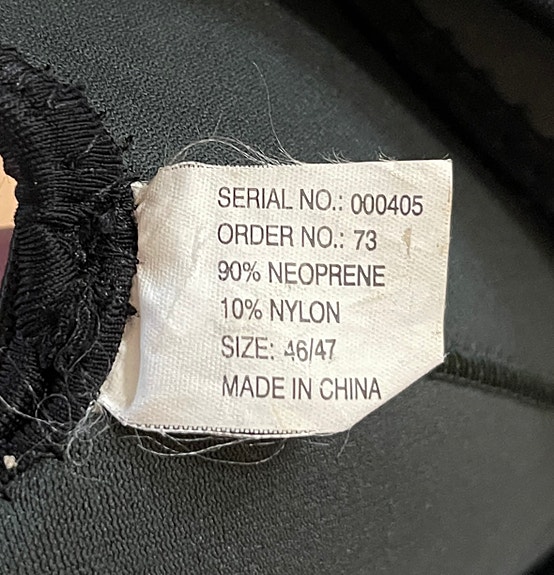 SERIAL NO.: 000405
ORDER NO.: 73
90% NEOPRENE
10% NYLON
SIZE: 46/47
MADE IN CHINA